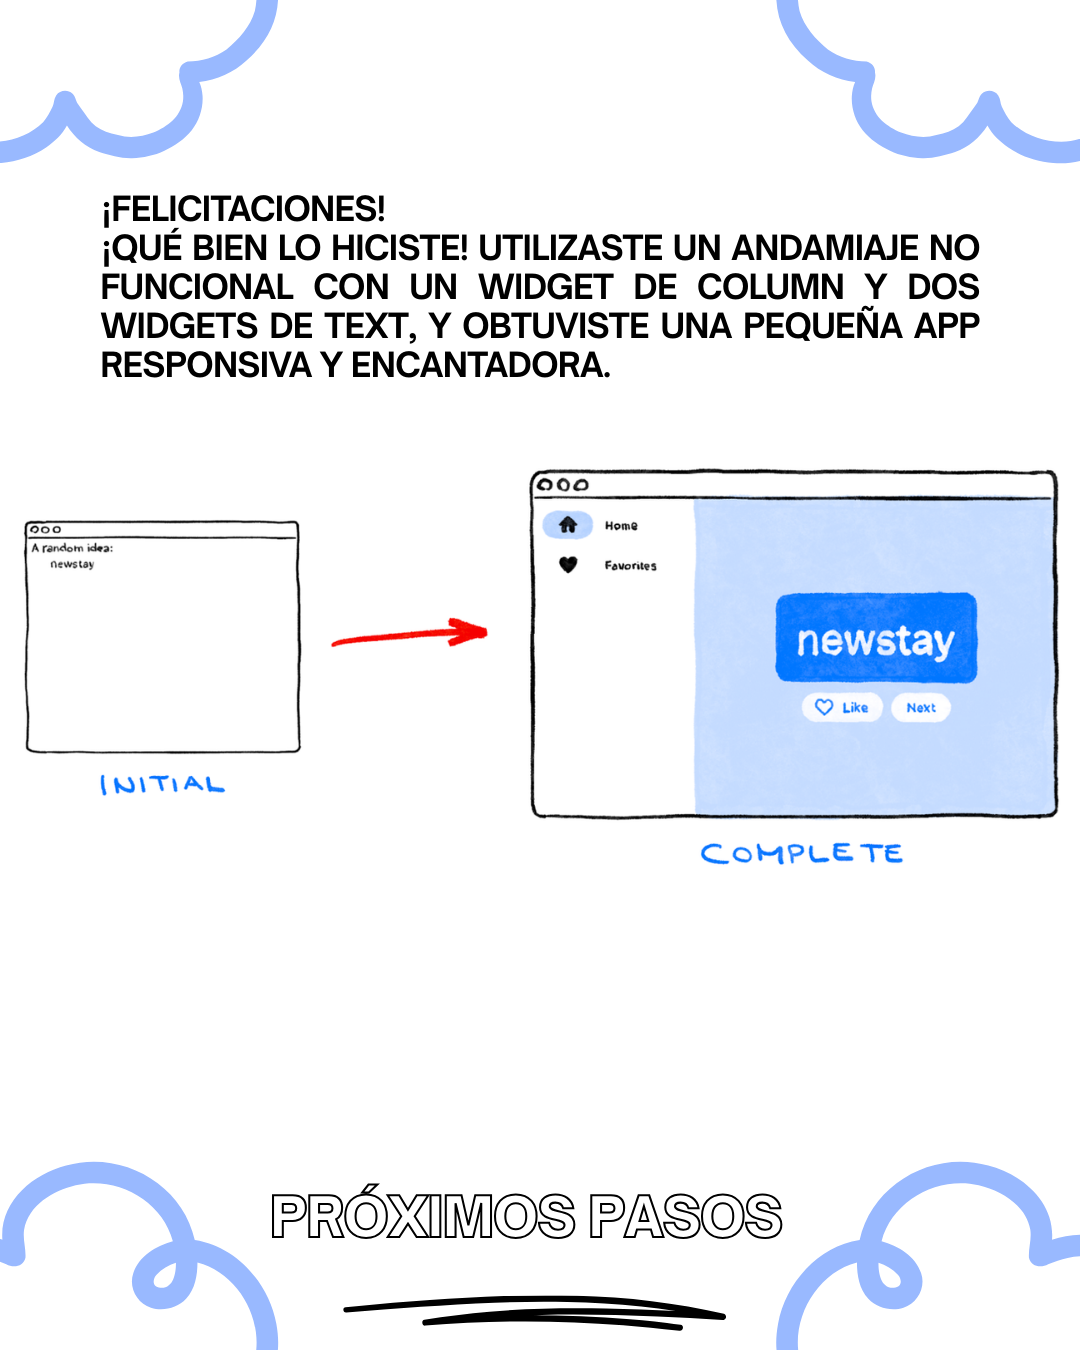 ¡FELICITACIONES!
¡QUÉ BIEN LO HICISTE! UTILIZASTE UN ANDAMIAJE NO
FUNCIONAL CON UN WIDGET DE COLUMN Y DOS
WIDGETS DE TEXT, Y OBTUVISTE UNA PEQUEÑA APP
RESPONSIVA Y ENCANTADORA.
A random idea:
newstay
INITIAL
Home
Favorites
newstay
Like
Next
COMPLETE
PRÓXIMOS PASOS